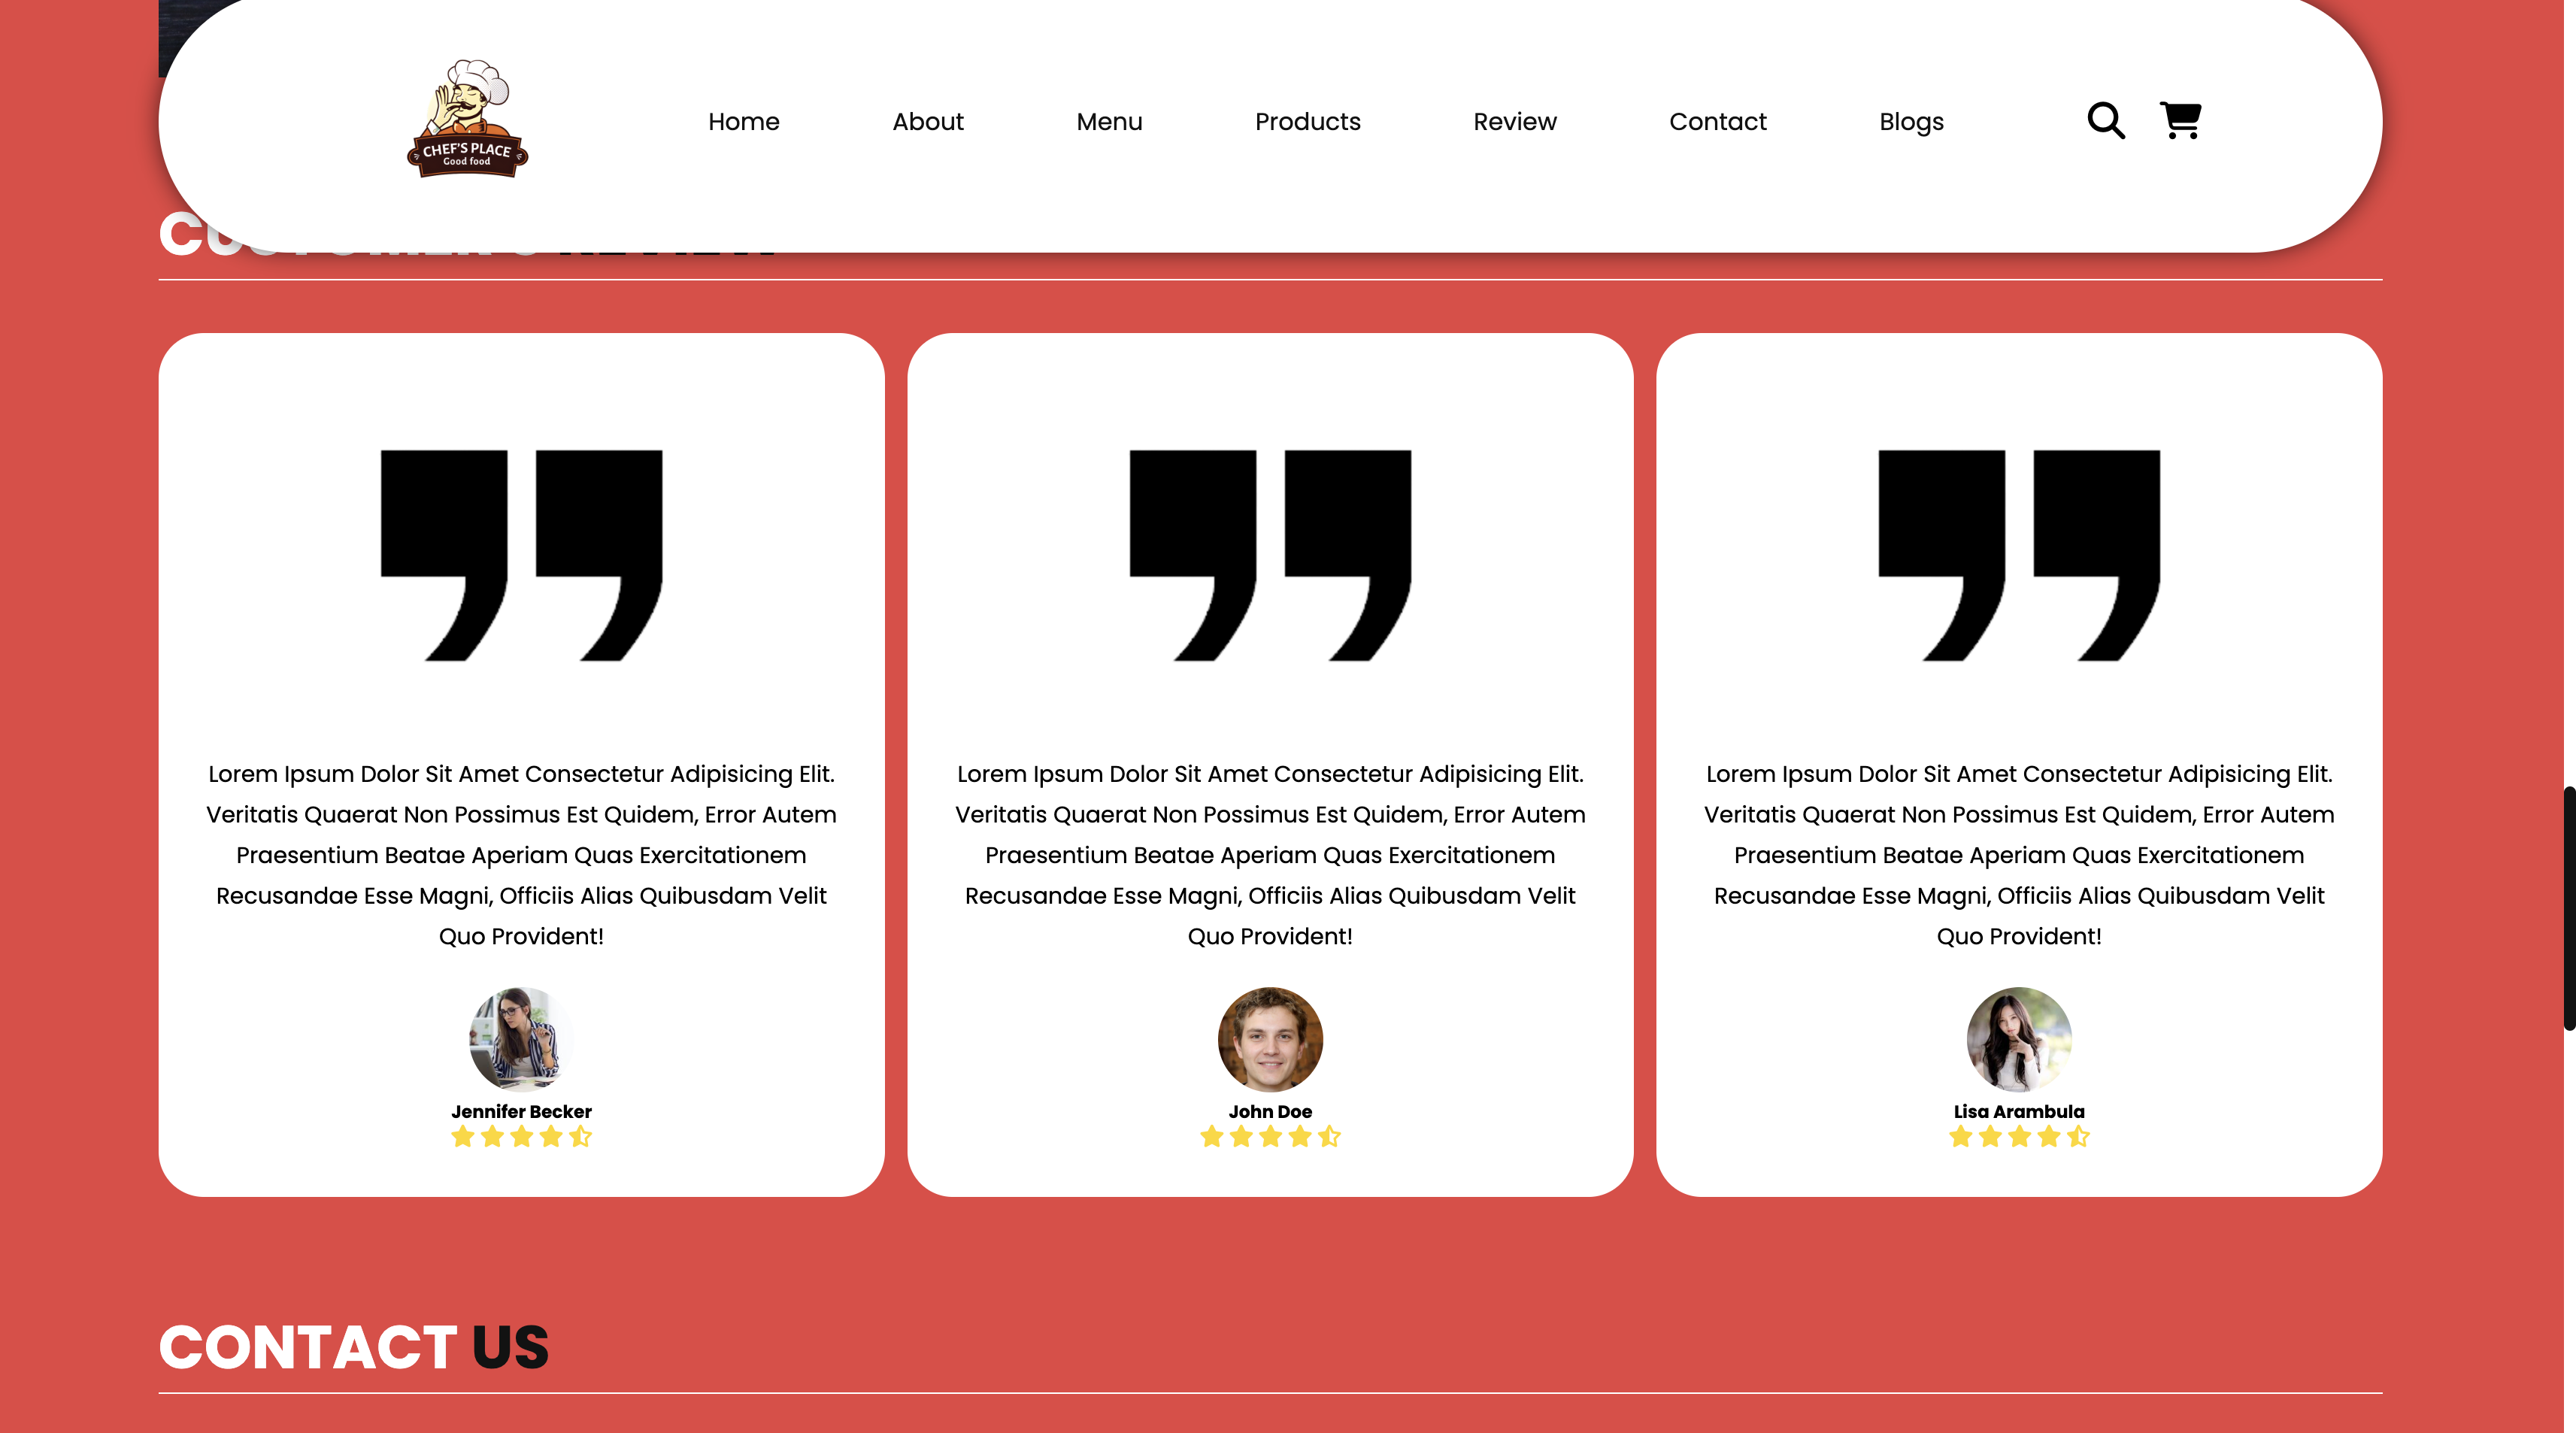 CHEF'S PLACE
Good food
Home
About
Menu
Products
Review
Contact
Blogs
Lorem Ipsum Dolor Sit Amet Consectetur Adipisicing Elit.
Veritatis Quaerat Non Possimus Est Quidem, Error Autem
Praesentium Beatae Aperiam Quas Exercitationem
Recusandae Esse Magni, Officiis Alias Quibusdam Velit
Quo Provident!
Jennifer Becker
Lorem Ipsum Dolor Sit Amet Consectetur Adipisicing Elit.
Veritatis Quaerat Non Possimus Est Quidem, Error Autem
Praesentium Beatae Aperiam Quas Exercitationem
Recusandae Esse Magni, Officiis Alias Quibusdam Velit
Quo Provident!
John Doe
Lorem Ipsum Dolor Sit Amet Consectetur Adipisicing Elit.
Veritatis Quaerat Non Possimus Est Quidem, Error Autem
Praesentium Beatae Aperiam Quas Exercitationem
Recusandae Esse Magni, Officiis Alias Quibusdam Velit
Quo Provident!
Lisa Arambula
CONTACT US